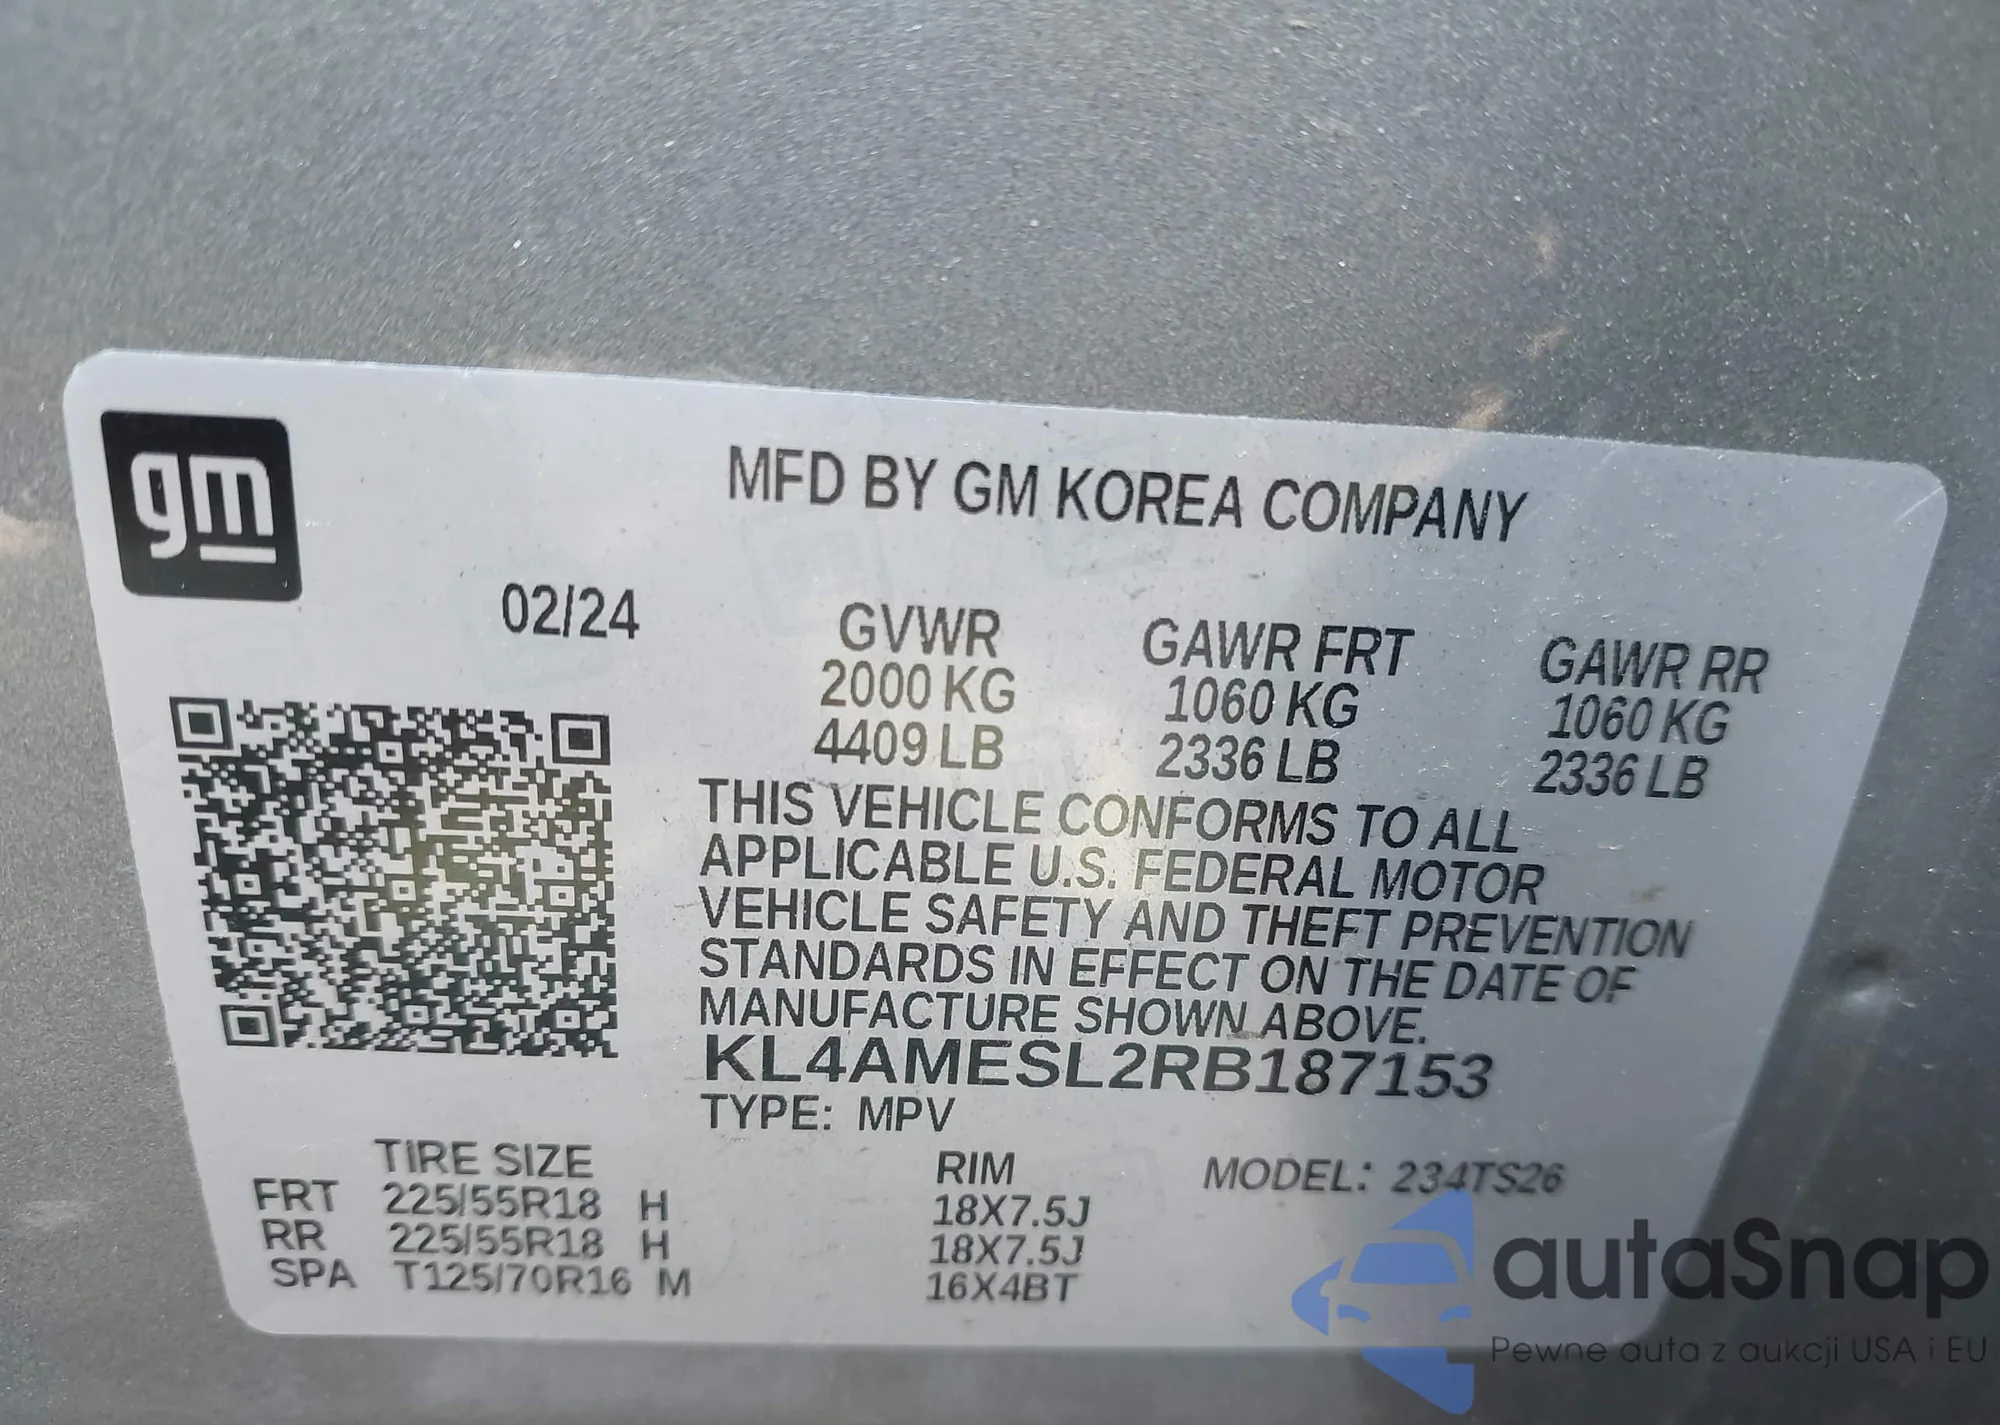 gm
MFD BY GM KOREA COMPANY
02/24
GVWR GAWR FRT GAWR RR
2000 KG 1060 KG 1060 KG
4409 LB 2336 LB 2336 LB
THIS VEHICLE CONFORMS TO ALL
APPLICABLE U.S. FEDERAL MOTOR
VEHICLE SAFETY AND THEFT PREVENTION
STANDARDS IN EFFECT ON THE DATE OF
MANUFACTURE SHOWN ABOVE.
KL4AMESL2RB187153
TYPE: MPV
TIRE SIZE RIM MODEL: 234TS26
FRT 225/55R18 H 18X7.5J
RR 225/55R18 H 18X7.5J
SPA T125/70R16 M 16X4BT
autaSnap
Pewne auta z aukcji USA i EU